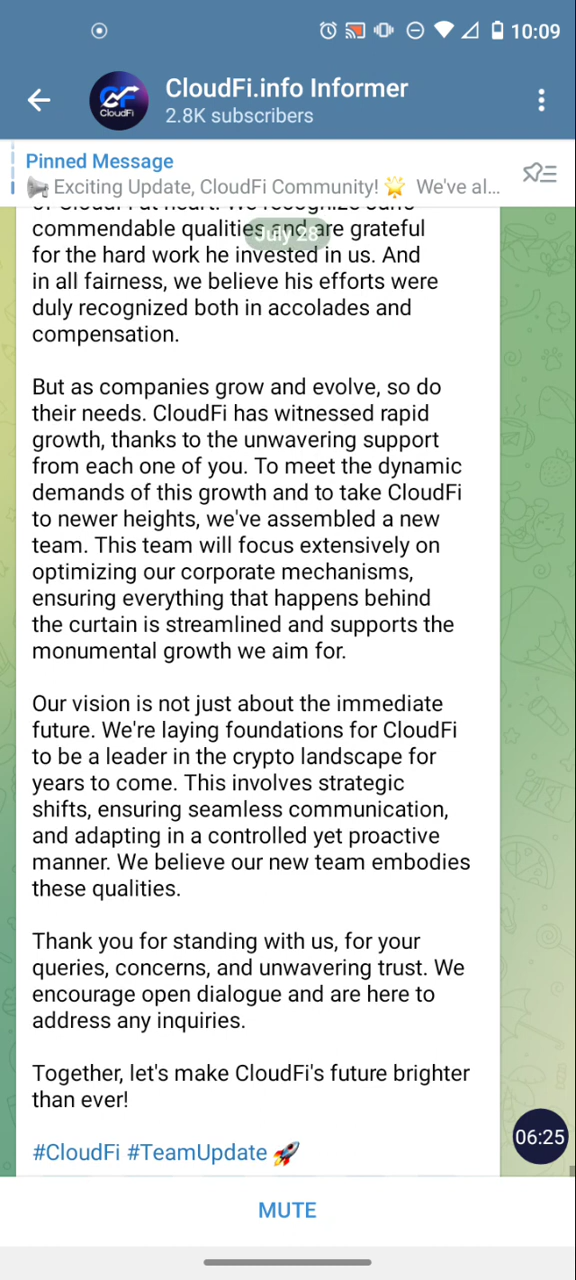 10:09
CloudFi
CloudFi.info Informer
2.8K subscribers
Pinned Message
📢 Exciting Update, CloudFi Community! 🌟 We've al...
July 28
commendable qualities and are grateful
for the hard work he invested in us. And
in all fairness, we believe his efforts were
duly recognized both in accolades and
compensation.
But as companies grow and evolve, so do
their needs. CloudFi has witnessed rapid
growth, thanks to the unwavering support
from each one of you. To meet the dynamic
demands of this growth and to take CloudFi
to newer heights, we've assembled a new
team. This team will focus extensively on
optimizing our corporate mechanisms,
ensuring everything that happens behind
the curtain is streamlined and supports the
monumental growth we aim for.
Our vision is not just about the immediate
future. We're laying foundations for CloudFi
to be a leader in the crypto landscape for
years to come. This involves strategic
shifts, ensuring seamless communication,
and adapting in a controlled yet proactive
manner. We believe our new team embodies
these qualities.
Thank you for standing with us, for your
queries, concerns, and unwavering trust. We
encourage open dialogue and are here to
address any inquiries.
Together, let's make CloudFi's future brighter
than ever!
#CloudFi #TeamUpdate 🚀
06:25
MUTE